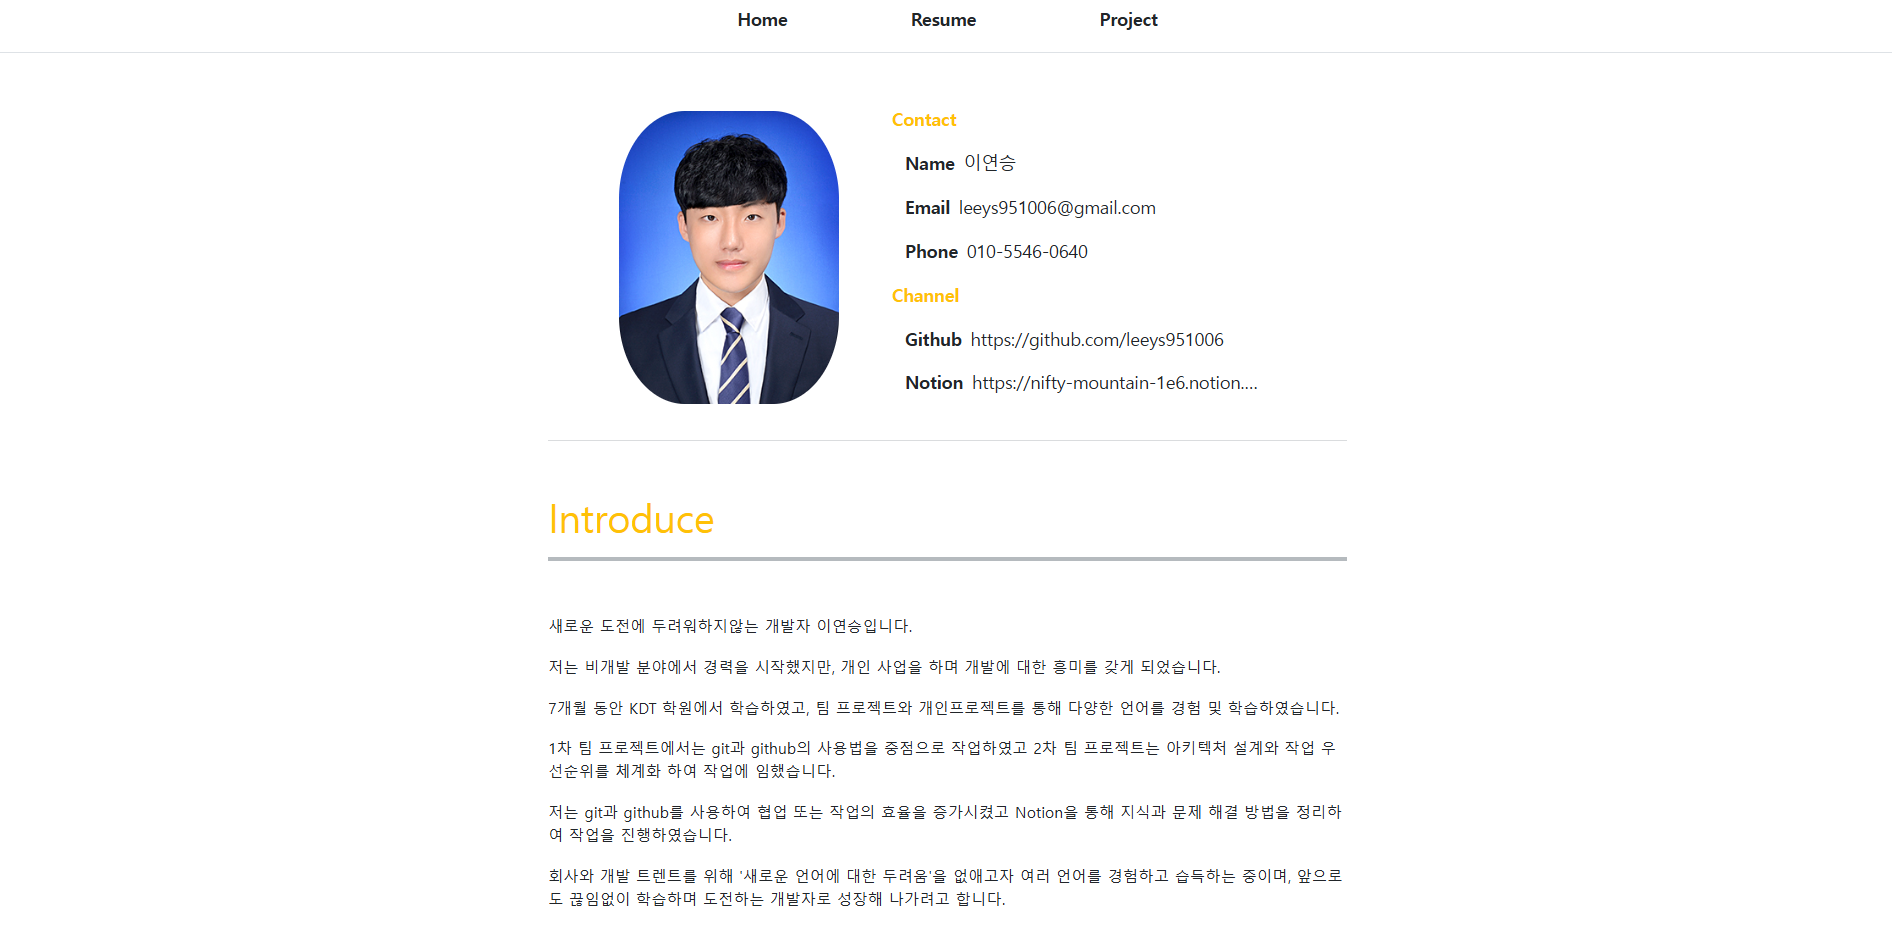 Home Resume Project
Contact
Name 이연승
Email leeys951006@gmail.com
Phone 010-5546-0640
Channel
Github https://github.com/leeys951006
Notion https://nifty-mountain-1e6.notion....
Introduce
새로운 도전에 두려워하지않는 개발자 이연승입니다.
저는 비개발 분야에서 경력을 시작했지만, 개인 사업을 하며 개발에 대한 흥미를 갖게 되었습니다.
7개월 동안 KDT 학원에서 학습하였고, 팀 프로젝트와 개인프로젝트를 통해 다양한 언어를 경험 및 학습하였습니다.
1차 팀 프로젝트에서는 git과 github의 사용법을 중점으로 작업하였고 2차 팀 프로젝트는 아키텍처 설계와 작업 우
선순위를 체계화 하여 작업에 임했습니다.
저는 git과 github를 사용하여 협업 또는 작업의 효율을 증가시켰고 Notion을 통해 지식과 문제 해결 방법을 정리하
여 작업을 진행하였습니다.
회사와 개발 트렌트를 위해 '새로운 언어에 대한 두려움'을 없애고자 여러 언어를 경험하고 습득하는 중이며, 앞으로
도 끊임없이 학습하며 도전하는 개발자로 성장해 나가려고 합니다.